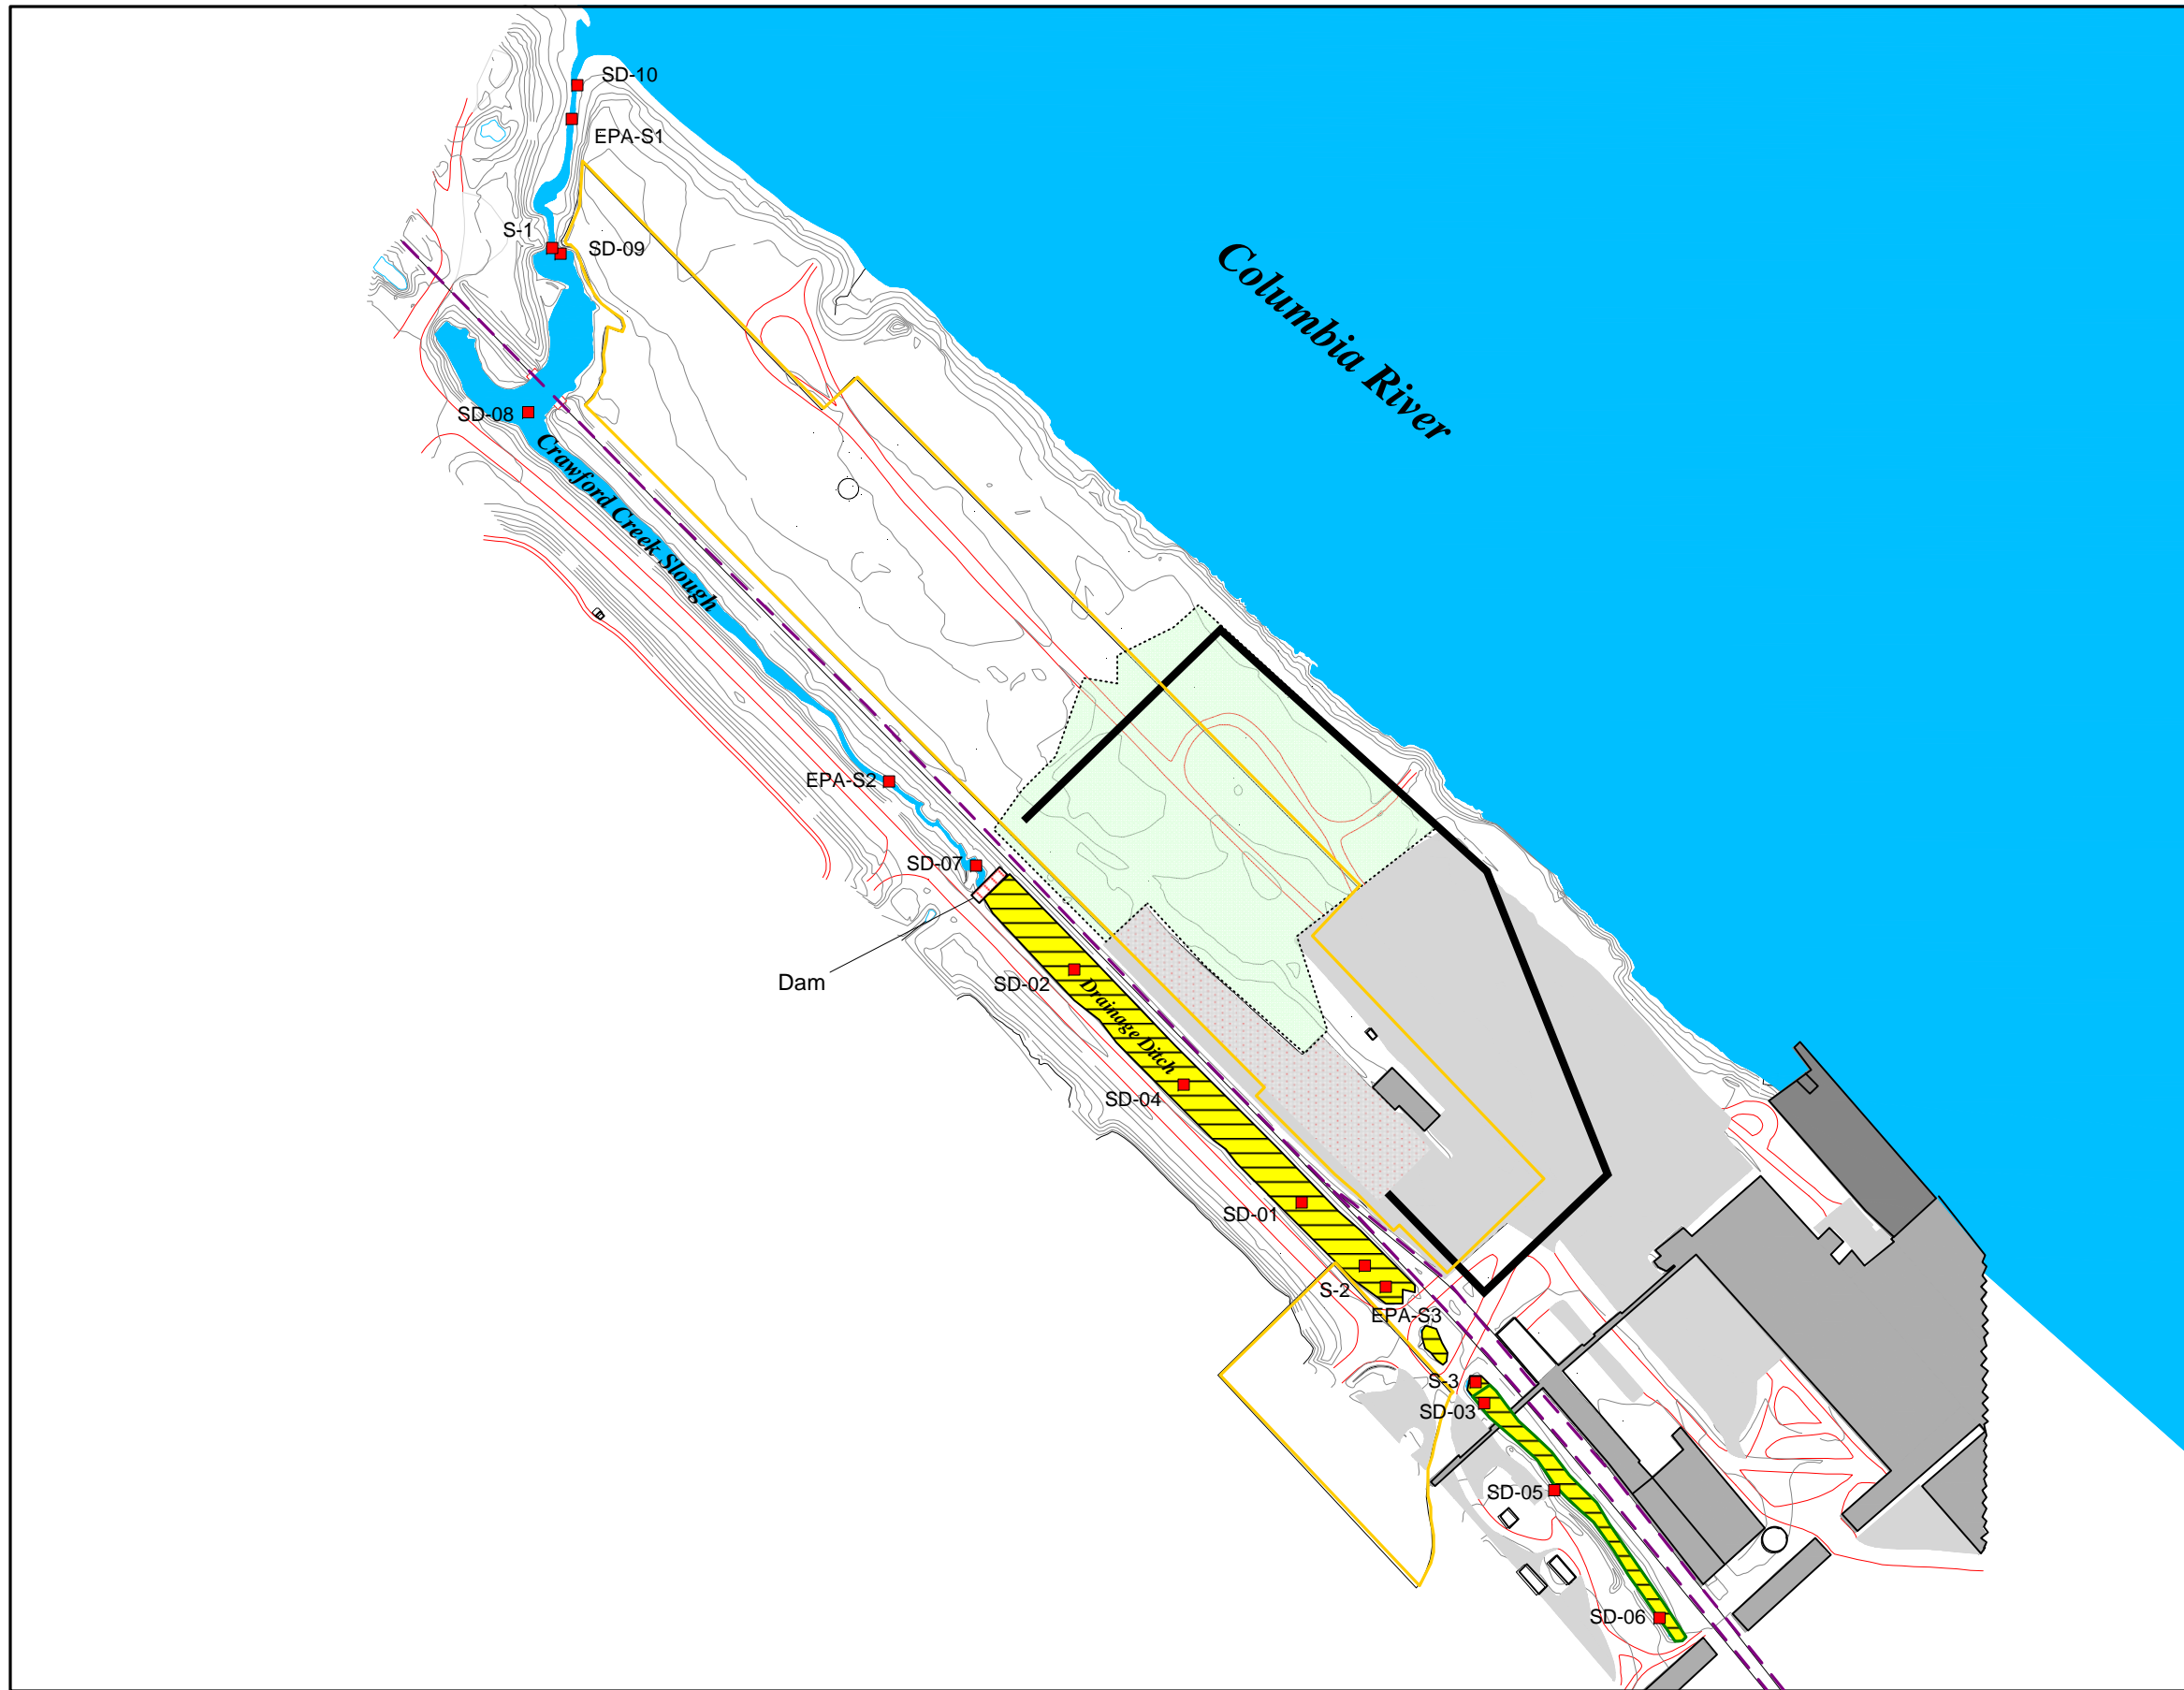 SD-10
EPA-S1
S-1
SD-09
Columbia River
SD-08
Crawford Creek Slough
EPA-S2
SD-07
Dam
SD-02
Drainage Ditch
SD-04
SD-01
S-2
EPA-S3
S-3
SD-03
SD-05
SD-06